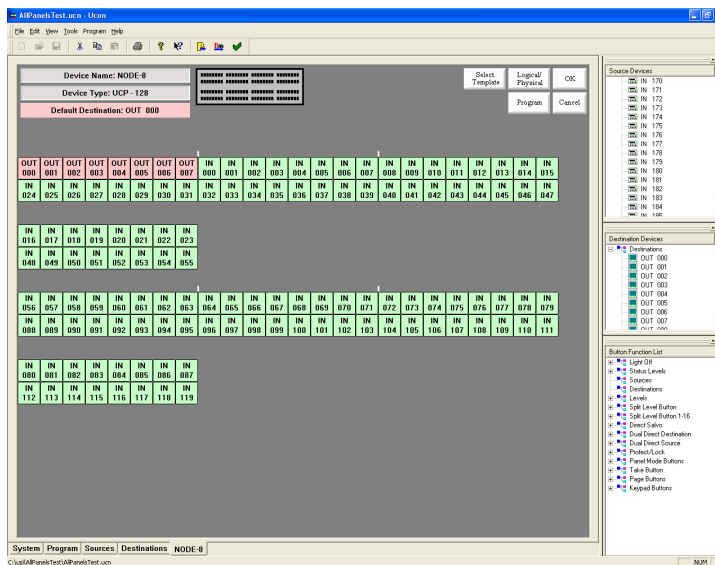 AllPanelsTest.ucn - Ucon
File Edit View Tools Program Help
Device Name: NODE-8
Device Type: UCP - 128
Default Destination: OUT 000
Select Template
Logical/ Physical
OK
Program
Cancel
OUT 000 OUT 001 OUT 002 OUT 003 OUT 004 OUT 005 OUT 006 OUT 007 IN 000 IN 001 IN 002 IN 003 IN 004 IN 005 IN 006 IN 007 IN 008 IN 009 IN 010 IN 011 IN 012 IN 013 IN 014 IN 015
IN 024 IN 025 IN 026 IN 027 IN 028 IN 029 IN 030 IN 031 IN 032 IN 033 IN 034 IN 035 IN 036 IN 037 IN 038 IN 039 IN 040 IN 041 IN 042 IN 043 IN 044 IN 045 IN 046 IN 047
IN 016 IN 017 IN 018 IN 019 IN 020 IN 021 IN 022 IN 023
IN 048 IN 049 IN 050 IN 051 IN 052 IN 053 IN 054 IN 055
IN 056 IN 057 IN 058 IN 059 IN 060 IN 061 IN 062 IN 063 IN 064 IN 065 IN 066 IN 067 IN 068 IN 069 IN 070 IN 071 IN 072 IN 073 IN 074 IN 075 IN 076 IN 077 IN 078 IN 079
IN 088 IN 089 IN 090 IN 091 IN 092 IN 093 IN 094 IN 095 IN 096 IN 097 IN 098 IN 099 IN 100 IN 101 IN 102 IN 103 IN 104 IN 105 IN 106 IN 107 IN 108 IN 109 IN 110 IN 111
IN 080 IN 081 IN 082 IN 083 IN 084 IN 085 IN 086 IN 087
IN 112 IN 113 IN 114 IN 115 IN 116 IN 117 IN 118 IN 119
Source Devices
IN 170
IN 171
IN 172
IN 173
IN 174
IN 175
IN 176
IN 177
IN 178
IN 179
IN 180
IN 181
IN 182
IN 183
IN 184
IN 185
Destination Devices
Destinations
OUT 000
OUT 001
OUT 002
OUT 003
OUT 004
OUT 005
OUT 006
OUT 007
Button Function List
Light Off
Status Levels
Sources
Destinations
Levels
Split Level Button
Split Level Button 1-16
Direct Salvo
Dual Direct Destination
Dual Direct Source
Protect/Lock
Panel Mode Buttons
Take Button
Page Buttons
Keypad Buttons
System Program Sources Destinations NODE-8
C:\usi\AllPanelsTest\AllPanelsTest.ucn
NUM